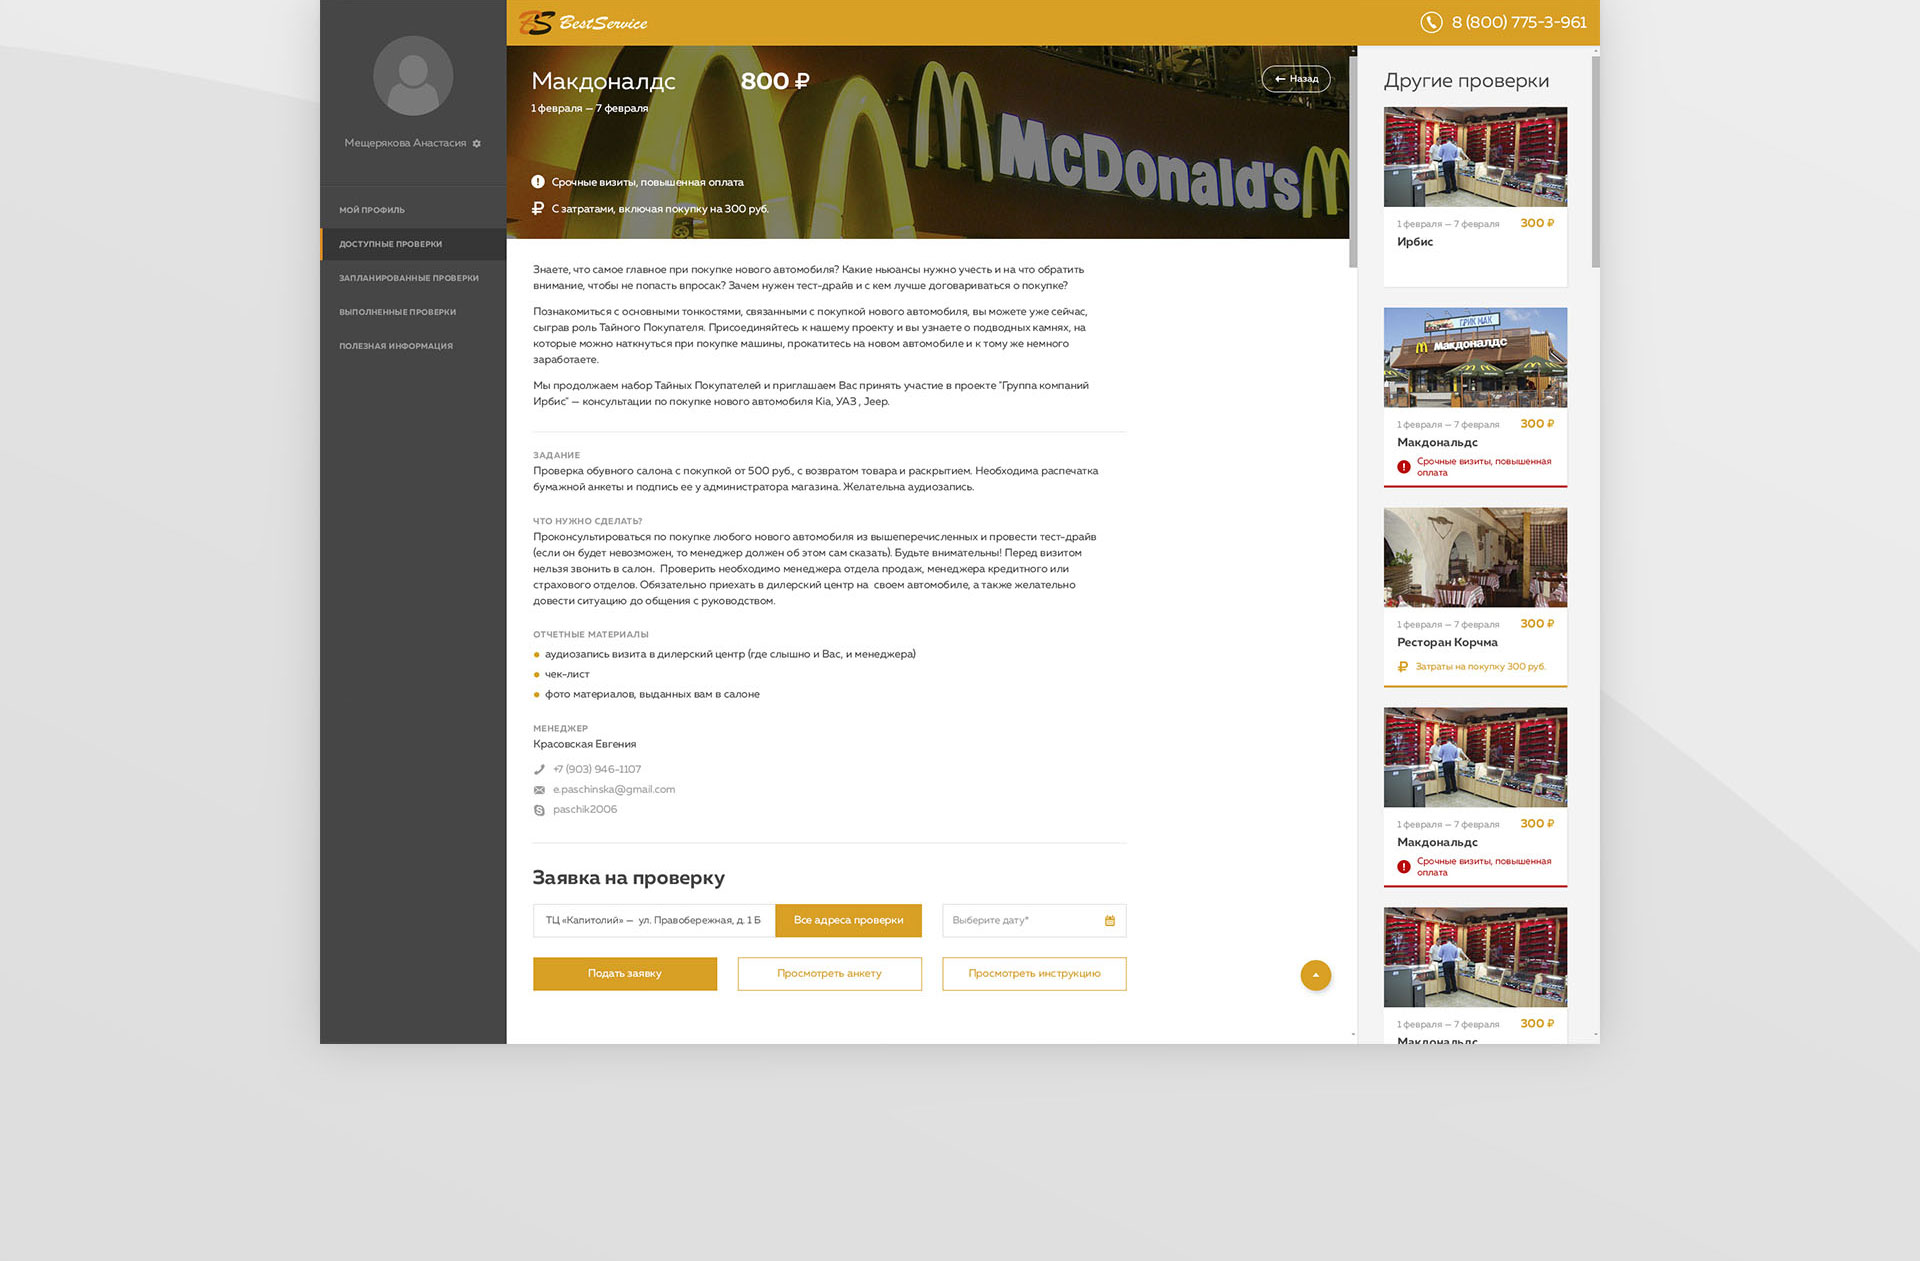 Мещерякова Анастасия
МОЙ ПРОФИЛЬ
ДОСТУПНЫЕ ПРОВЕРКИ
ЗАПЛАНИРОВАННЫЕ ПРОВЕРКИ
ВЫПОЛНЕННЫЕ ПРОВЕРКИ
ПОЛЕЗНАЯ ИНФОРМАЦИЯ
BS BestService
8 (800) 775-3-961
Макдоналдс 800 ₽
← Назад
1 февраля — 7 февраля
McDonald's
Срочные визиты, повышенная оплата
С затратами, включая покупку на 300 руб.
Знаете, что самое главное при покупке нового автомобиля? Какие ньюансы нужно учесть и на что обратить
внимание, чтобы не попасть впросак? Зачем нужен тест-драйв и с кем лучше договариваться о покупке?
Познакомиться с основными тонкостями, связанными с покупкой нового автомобиля, вы можете уже сейчас,
сыграв роль Тайного Покупателя. Присоединяйтесь к нашему проекту и вы узнаете о подводных камнях, на
которые можно наткнуться при покупке машины, прокатитесь на новом автомобиле и к тому же немного
заработаете.
Мы продолжаем набор Тайных Покупателей и приглашаем Вас принять участие в проекте "Группа компаний
Ирбис" — консультации по покупке нового автомобиля Kia, УАЗ , Jeep.
ЗАДАНИЕ
Проверка обувного салона с покупкой от 500 руб., с возвратом товара и раскрытием. Необходима распечатка
бумажной анкеты и подпись ее у администратора магазина. Желательна аудиозапись.
ЧТО НУЖНО СДЕЛАТЬ?
Проконсультироваться по покупке любого нового автомобиля из вышеперечисленных и провести тест-драйв
(если он будет невозможен, то менеджер должен об этом сам сказать). Будьте внимательны! Перед визитом
нельзя звонить в салон. Проверить необходимо менеджера отдела продаж, менеджера кредитного или
страхового отделов. Обязательно приехать в дилерский центр на своем автомобиле, а также желательно
довести ситуацию до общения с руководством.
ОТЧЕТНЫЕ МАТЕРИАЛЫ
аудиозапись визита в дилерский центр (где слышно и Вас, и менеджера)
чек-лист
фото материалов, выданных вам в салоне
МЕНЕДЖЕР
Красовская Евгения
+7 (903) 946-1107
e.paschinska@gmail.com
paschik2006
Заявка на проверку
ТЦ «Капитолий» — ул. Правобережная, д. 1 Б
Все адреса проверки
Выберите дату*
Подать заявку
Просмотреть анкету
Просмотреть инструкцию
Другие проверки
1 февраля — 7 февраля 300 ₽
Ирбис
ГРИК МАК
Макдоналдс
1 февраля — 7 февраля 300 ₽
Макдональдс
Срочные визиты, повышенная
оплата
1 февраля — 7 февраля 300 ₽
Ресторан Корчма
Затраты на покупку 300 руб.
1 февраля — 7 февраля 300 ₽
Макдональдс
Срочные визиты, повышенная
оплата
1 февраля — 7 февраля 300 ₽
Макдональдс